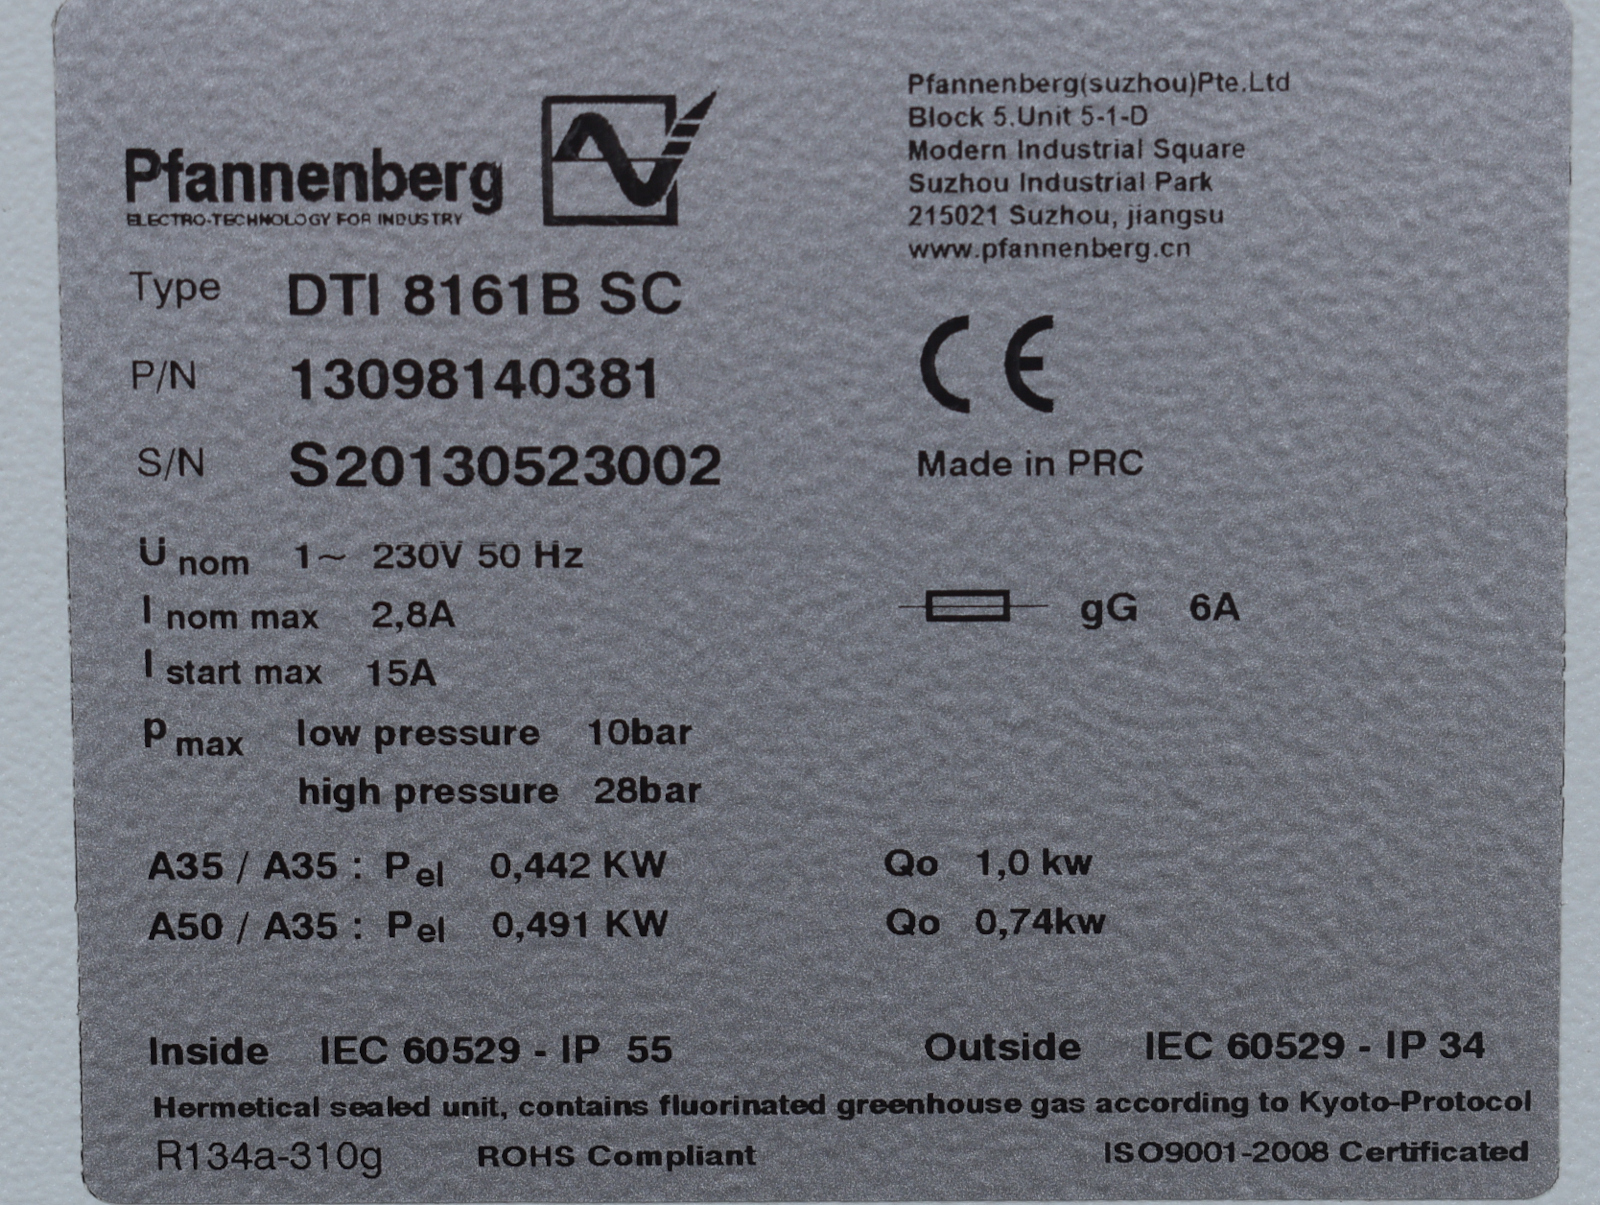 Pfannenberg
ELECTRO-TECHNOLOGY FOR INDUSTRY
Pfannenberg(suzhou)Pte.Ltd
Block 5.Unit 5-1-D
Modern Industrial Square
Suzhou Industrial Park
215021 Suzhou, jiangsu
www.pfannenberg.cn
Type DTI 8161B SC
P/N 13098140381
S/N S20130523002
CE
Made in PRC
U nom 1~ 230V 50 Hz
I nom max 2,8A
gG 6A
I start max 15A
P max low pressure 10bar
high pressure 28bar
A35 / A35 : Pel 0,442 KW Qo 1,0 kw
A50 / A35 : Pel 0,491 KW Qo 0,74kw
Inside IEC 60529 - IP 55 Outside IEC 60529 - IP 34
Hermetical sealed unit, contains fluorinated greenhouse gas according to Kyoto-Protocol
R134a-310g ROHS Compliant ISO9001-2008 Certificated